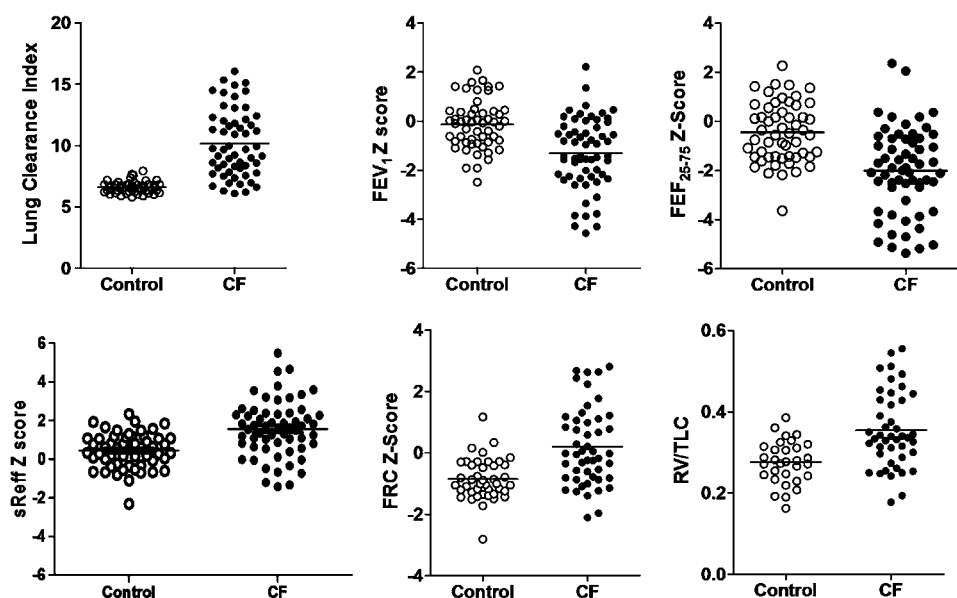 Lung Clearance Index
20
15
10
5
0
Control CF
FEV1 Z score
4
2
0
-2
-4
-6
Control CF
FEF25-75 Z-Score
4
2
0
-2
-4
-6
Control CF
sReff Z score
6
4
2
0
-2
-4
-6
Control CF
FRC Z-Score
4
2
0
-2
-4
Control CF
RV/TLC
0.6
0.4
0.2
0.0
Control CF